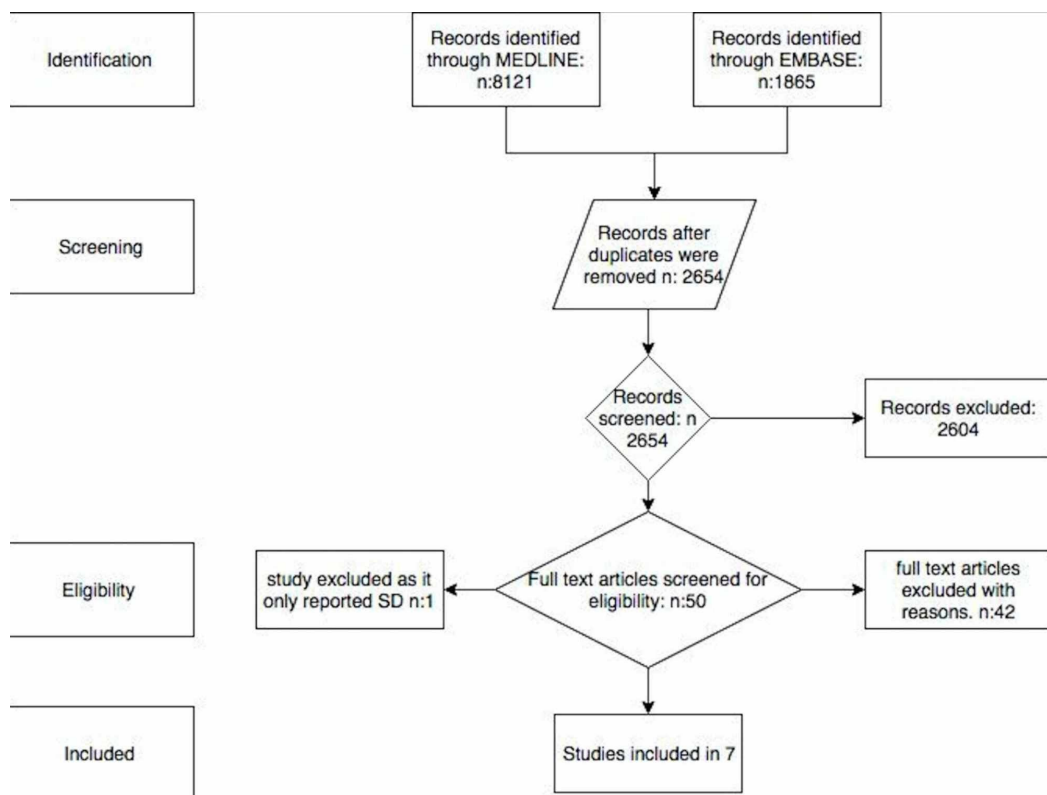 Identification
Records identified
through MEDLINE:
n:8121
Records identified
through EMBASE:
n:1865
Screening
Records after
duplicates were
removed n: 2654
Records
screened: n
2654
Records excluded:
2604
Eligibility
study excluded as it
only reported SD n:1
Full text articles screened for
eligibility: n:50
full text articles
excluded with
reasons. n:42
Included
Studies included in 7